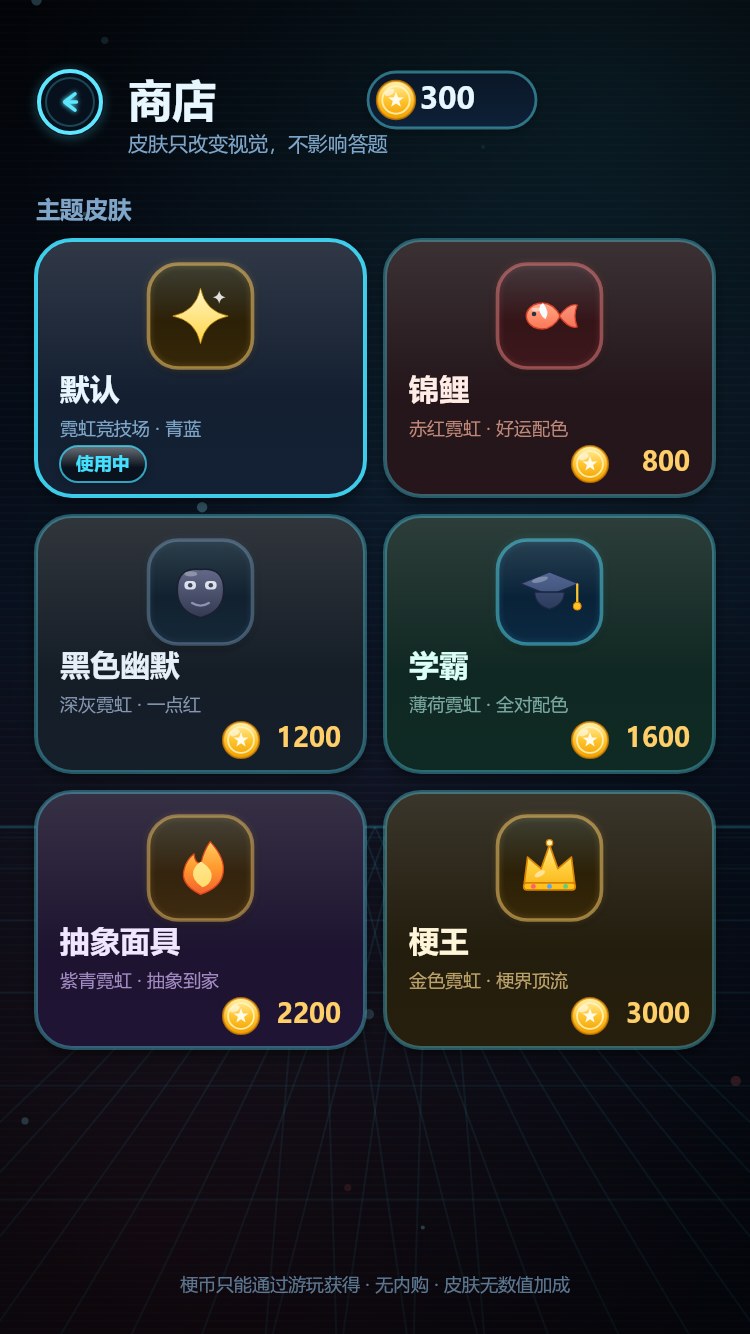 商店
300
皮肤只改变视觉，不影响答题
主题皮肤
默认
霓虹竞技场 · 青蓝
使用中
锦鲤
赤红霓虹 · 好运配色
800
黑色幽默
深灰霓虹 · 一点红
1200
学霸
薄荷霓虹 · 全对配色
1600
抽象面具
紫青霓虹 · 抽象到家
2200
梗王
金色霓虹 · 梗界顶流
3000
梗币只能通过游玩获得 · 无内购 · 皮肤无数值加成